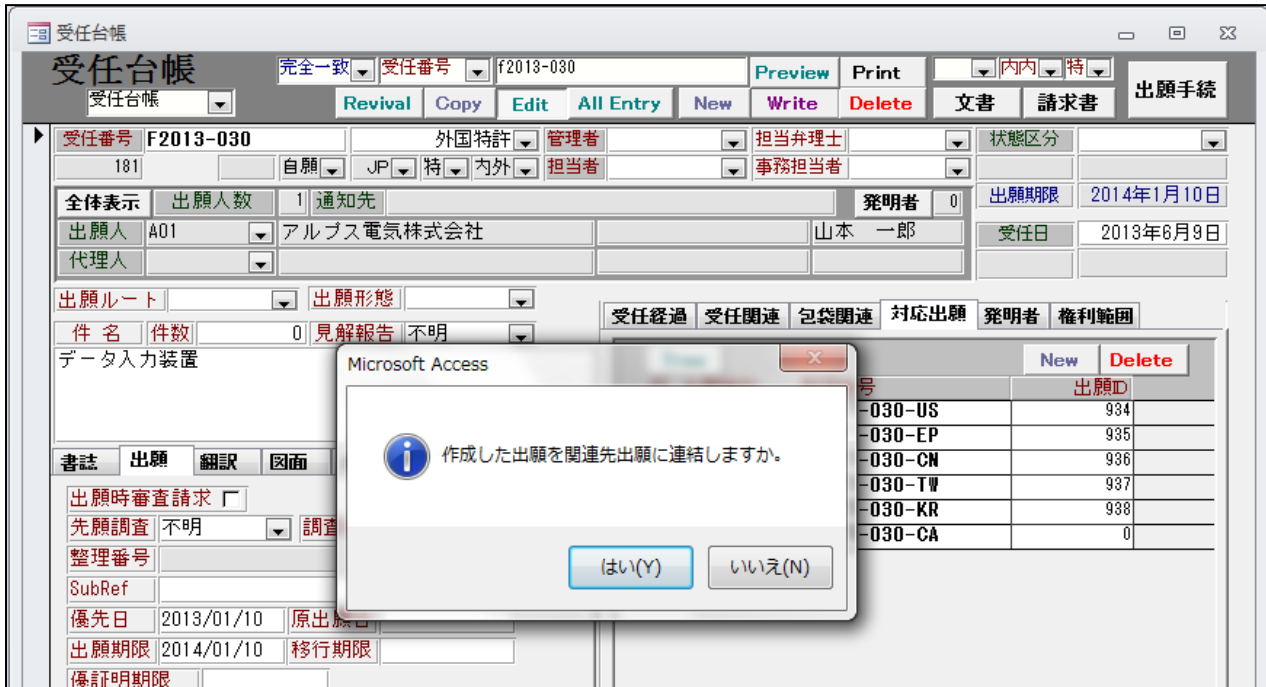 受任台帳
受任台帳 完全一致 受任番号 f2013-030 Preview Print 内内 特 出願手続
受任台帳 Revival Copy Edit All Entry New Write Delete 文書 請求書
受任番号 F2013-030 外国特許 管理者 担当弁理士 状態区分
181 自願 JP 特 内外 担当者 事務担当者
全体表示 出願人数 1 通知先 発明者 0 出願期限 2014年1月10日
出願人 A01 アルプス電気株式会社 山本 一郎 受任日 2013年6月9日
代理人
出願ルート 出願形態
受任経過 受任関連 包袋関連 対応出願 発明者 権利範囲
件 名 件数 0 見解報告 不明
データ入力装置
Microsoft Access
New Delete
号 出願ID
-030-US 934
-030-EP 935
作成した出願を関連先出願に連結しますか。
-030-CN 936
-030-TW 937
-030-KR 938
-030-CA 0
書誌 出願 翻訳 図面
出願時審査請求
先願調査 不明 調査
整理番号
はい(Y) いいえ(N)
SubRef
優先日 2013/01/10 原出願日
出願期限 2014/01/10 移行期限
優証明期限